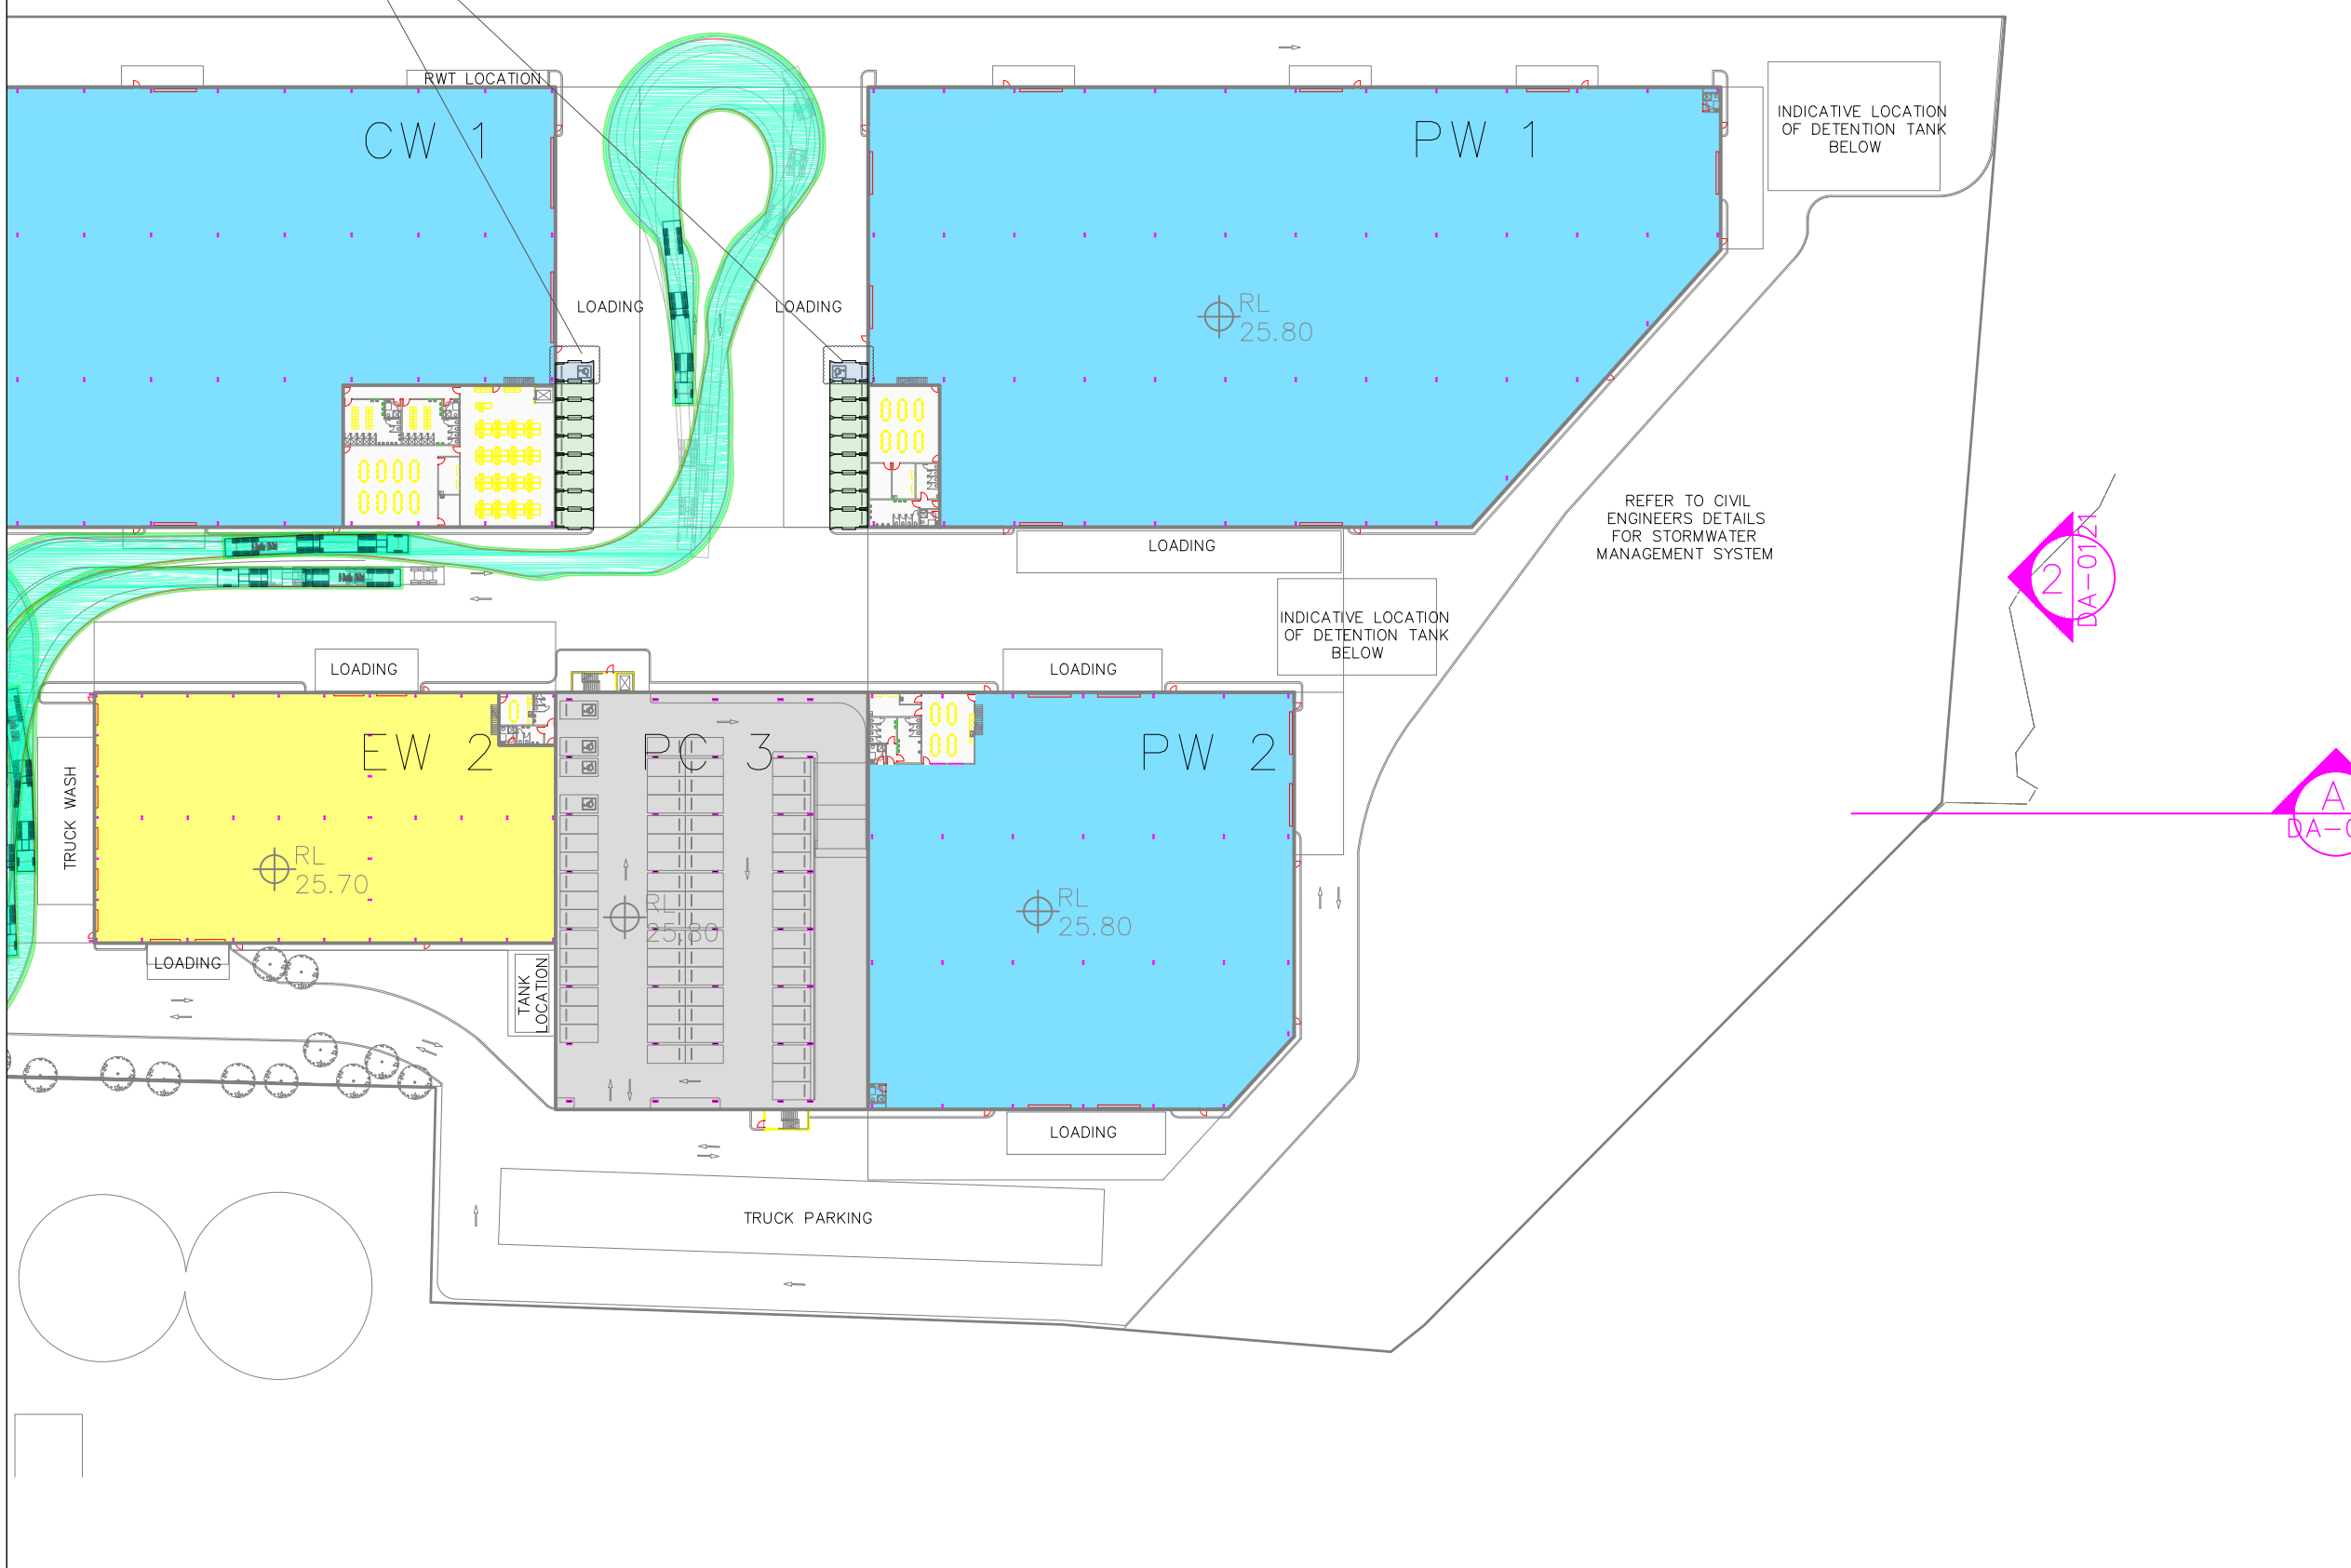 RWT LOCATION
CW 1
PW 1
INDICATIVE LOCATION
OF DETENTION TANK
BELOW
LOADING
LOADING
RL
25.80
REFER TO CIVIL
ENGINEERS DETAILS
FOR STORMWATER
MANAGEMENT SYSTEM
LOADING
2
DA-0121
INDICATIVE LOCATION
OF DETENTION TANK
BELOW
LOADING
LOADING
EW 2
PC 3
PW 2
TRUCK WASH
A
RL
25.70
RL
25.80
RL
25.80
LOADING
TANK
LOCATION
LOADING
TRUCK PARKING